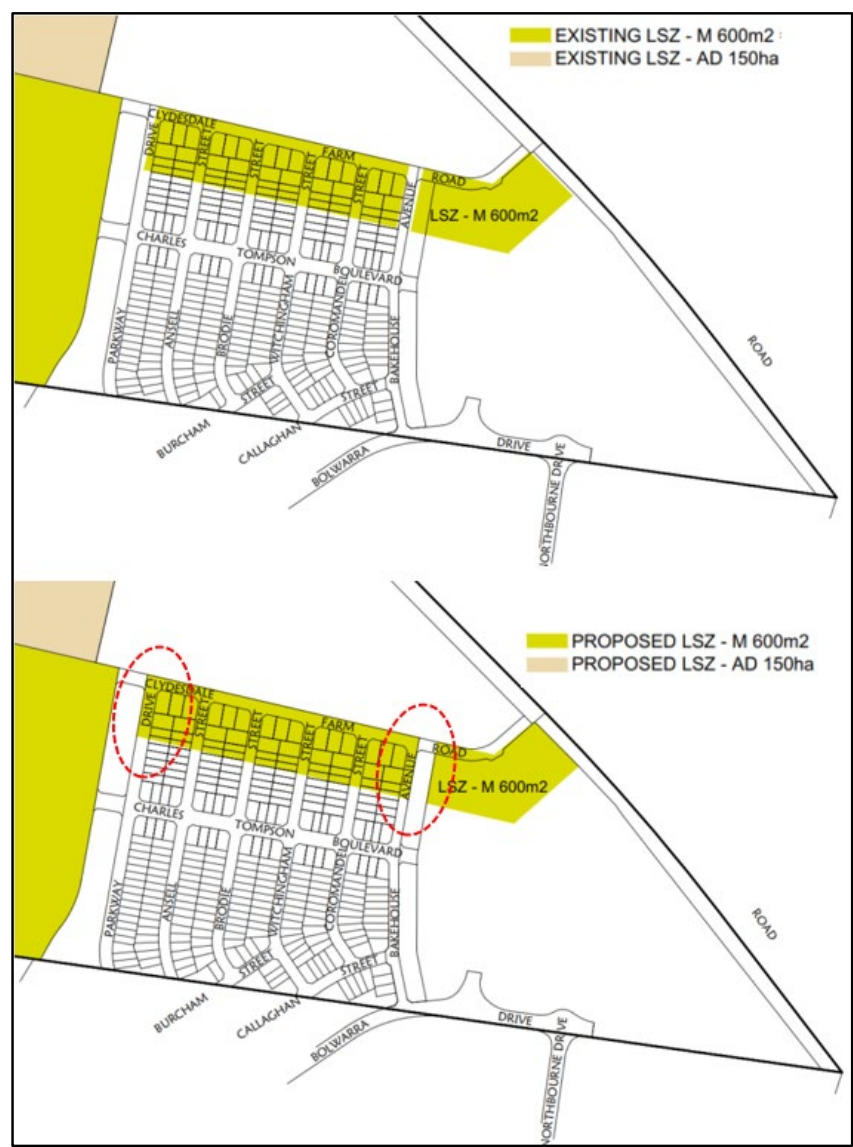 EXISTING LSZ - M 600m2
EXISTING LSZ - AD 150ha
CLYDESDALE
FARM
ROAD
DRIVE
STREET
STREET
STREET
STREET
AVENUE
LSZ - M 600m2
CHARLES
TOMPSON
BOULEVARD
PARKWAY
ANSELL
BRODIE
WITCHINGHAM
COROMANDEL
BAKEHOUSE
ROAD
STREET
STREET
BURCHAM
CALLAGHAN
BOLWARRA
DRIVE
NORTHBOURNE DRIVE
PROPOSED LSZ - M 600m2
PROPOSED LSZ - AD 150ha
CLYDESDALE
FARM
ROAD
DRIVE
STREET
STREET
STREET
STREET
AVENUE
LSZ - M 600m2
CHARLES
TOMPSON
BOULEVARD
PARKWAY
ANSELL
BRODIE
WITCHINGHAM
COROMANDEL
BAKEHOUSE
ROAD
STREET
STREET
BURCHAM
CALLAGHAN
BOLWARRA
DRIVE
NORTHBOURNE DRIVE